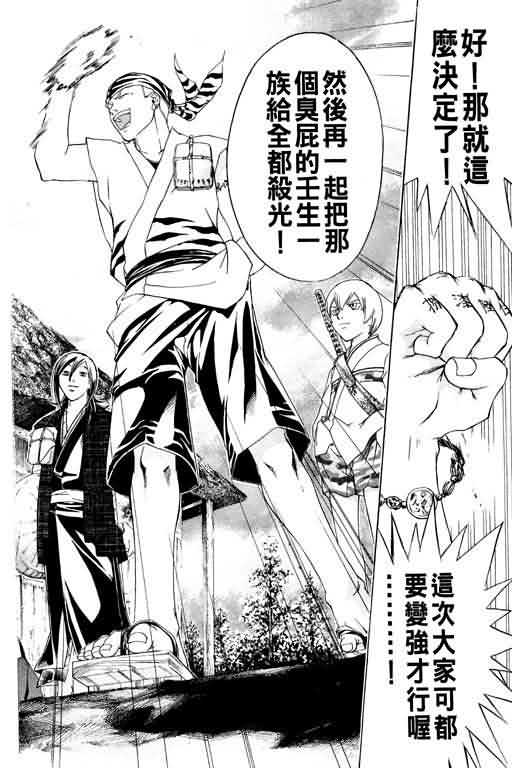 好！那就這
麼決定了！
這次大家可都
要變強才行喔
………！
然後再一起把那
個臭屁的壬生一
族給全都殺光！